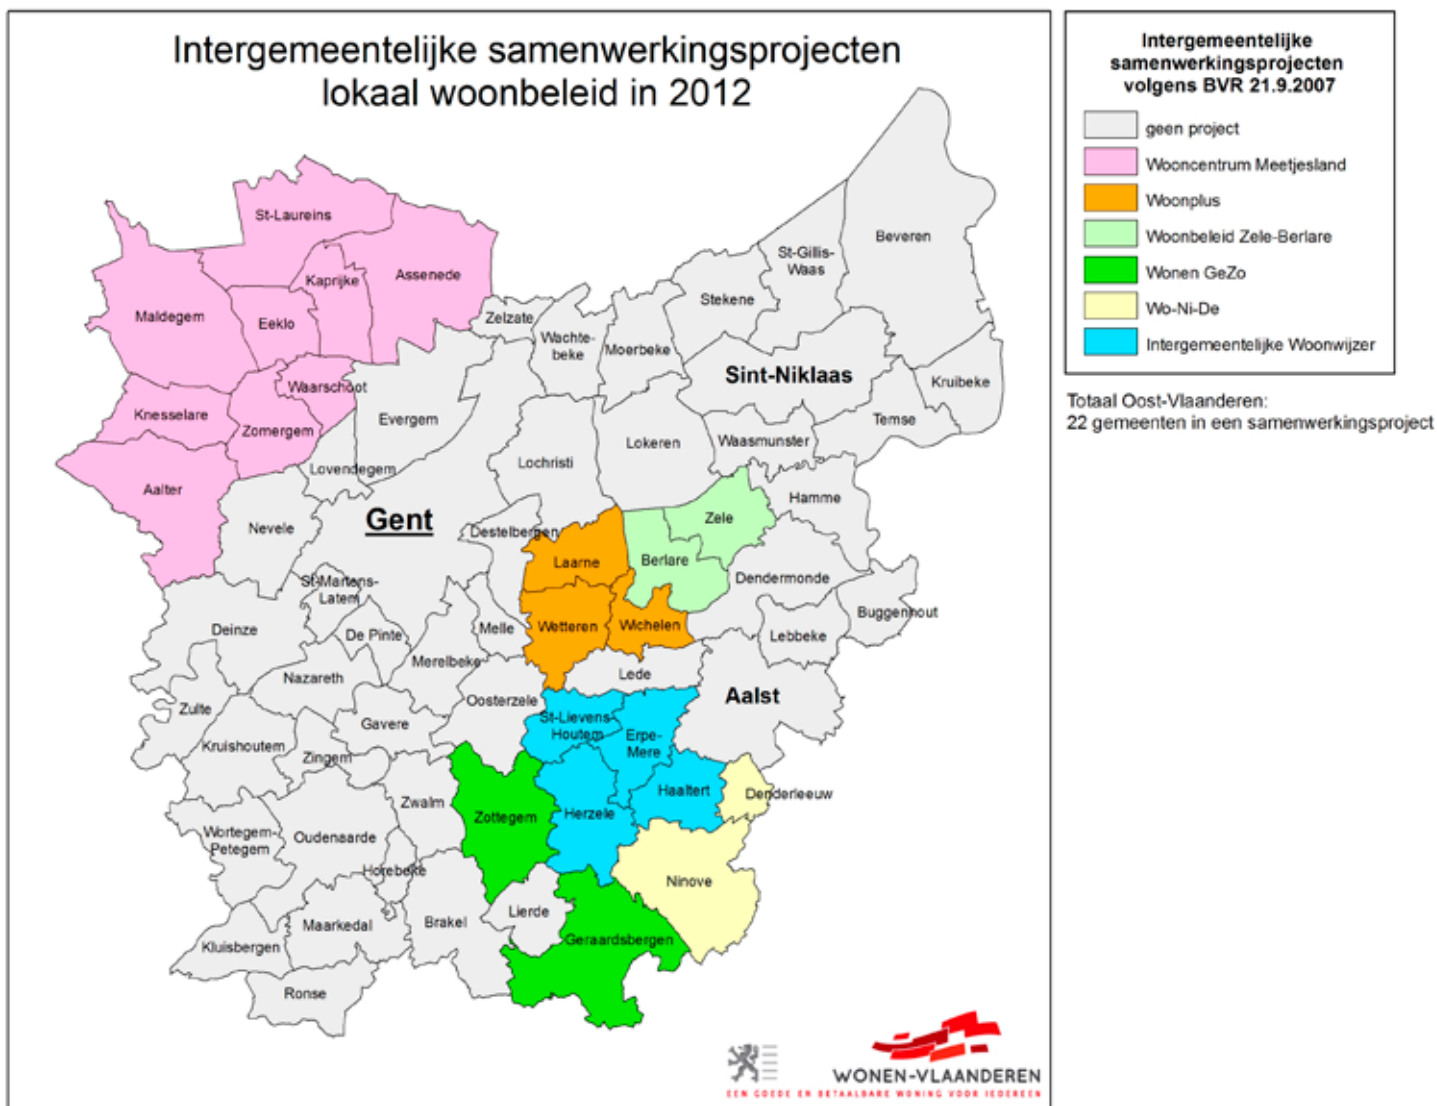 Intergemeentelijke samenwerkingsprojecten
lokaal woonbeleid in 2012
Intergemeentelijke
samenwerkingsprojecten
volgens BVR 21.9.2007
geen project
Wooncentrum Meetjesland
Woonplus
Woonbeleid Zele-Berlare
Wonen GeZo
Wo-Ni-De
Intergemeentelijke Woonwijzer
Totaal Oost-Vlaanderen:
22 gemeenten in een samenwerkingsproject
St-Laureins
Beveren
St-Gillis-
Waas
Assenede
Kaprijke
Stekene
Maldegem
Eeklo
Zelzate
Wachte-
beke
Moerbeke
Sint-Niklaas
Kruibeke
Waarschoot
Knesselare
Zomergem
Evergem
Temse
Lokeren
Waasmunster
Lovendegem
Lochristi
Aalter
Hamme
Nevele
Gent
Zele
Destelbergen
Laarne
Berlare
Dendermonde
St-Martens-
Latem
Buggenhout
Deinze
De Pinte
Melle
Wetteren
Wichelen
Lebbeke
Merelbeke
Nazareth
Lede
Aalst
Zulte
Oosterzele
Gavere
St-Lievens-
Houtem
Erpe-
Mere
Kruishoutem
Zingem
Haaltert
Denderleeuw
Zwalm
Zottegem
Herzele
Wortegem-
Petegem
Oudenaarde
Horebeke
Ninove
Lierde
Maarkedal
Brakel
Kluisbergen
Geraardsbergen
Ronse
WONEN-VLAANDEREN
EEN GOEDE EN BETAALBARE WONING VOOR IEDEREEN